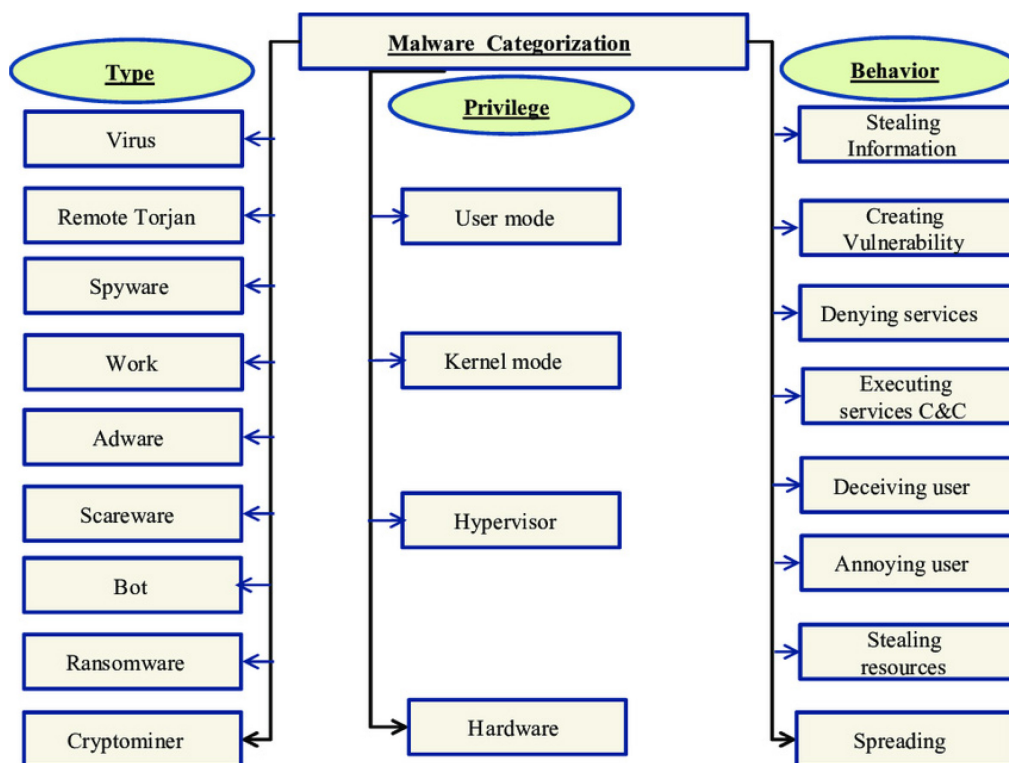 Malware Categorization
Type
Virus
Remote Torjan
Spyware
Work
Adware
Scareware
Bot
Ransomware
Cryptominer
Privilege
User mode
Kernel mode
Hypervisor
Hardware
Behavior
Stealing
Information
Creating
Vulnerability
Denying services
Executing
services C&C
Deceiving user
Annoying user
Stealing
resources
Spreading